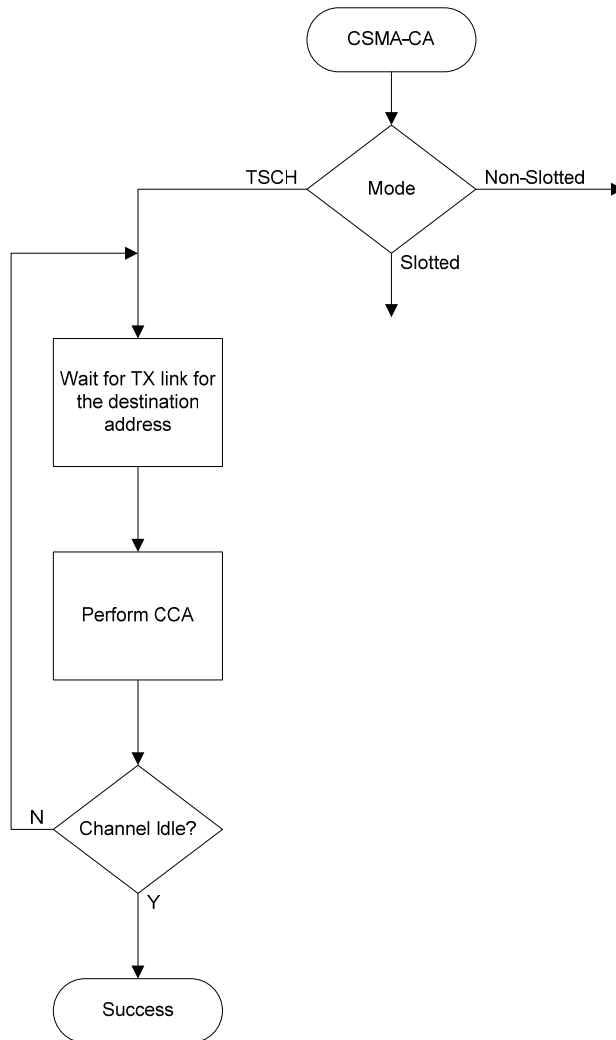 CSMA-CA
TSCH
Mode
Non-Slotted
Slotted
Wait for TX link for
the destination
address
Perform CCA
N
Channel Idle?
Y
Success